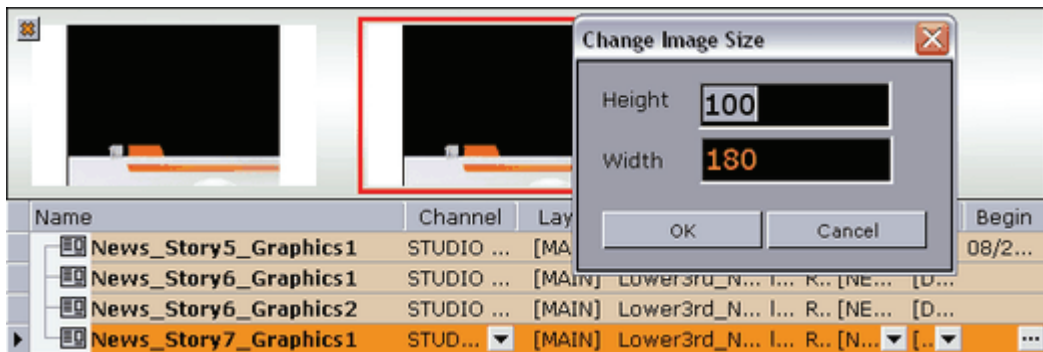 Change Image Size
Height 100
Width 180
OK Cancel
Name Channel Lay Begin
News_Story5_Graphics1 STUDIO ... [MA 08/2...
News_Story6_Graphics1 STUDIO ... [MAIN] Lower3rd_N... l... R.. [NE... [D...
News_Story6_Graphics2 STUDIO ... [MAIN] Lower3rd_N... l... R.. [NE... [D...
News_Story7_Graphics1 STUD... [MAIN] Lower3rd_N... l... R.. [N... [.. ...